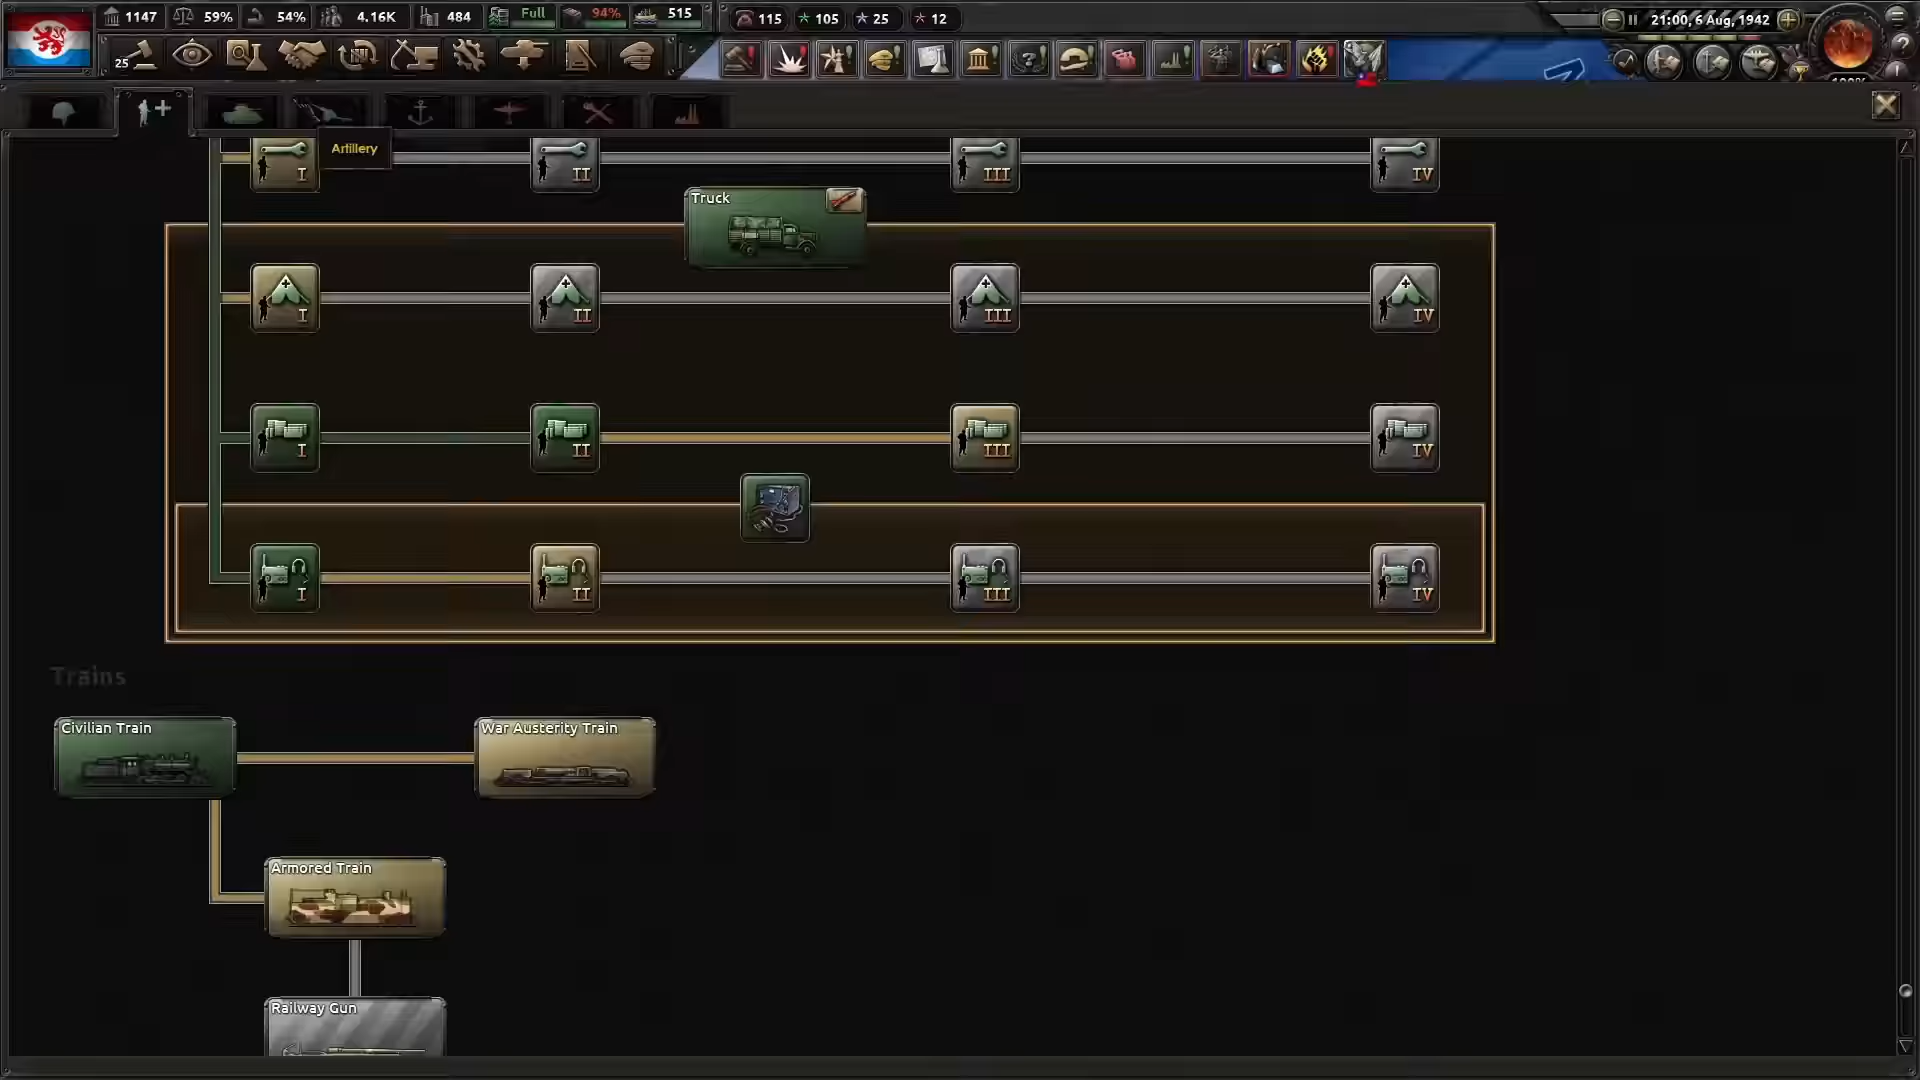 1147 59% 54% 4.16K 484 Full 94% 515 115 105 25 12 21:00, 6 Aug, 1942
25
Artillery
I II III IV
Truck
I II III IV
I II III IV
I II III IV
Trains
Civilian Train War Austerity Train
Armored Train
Railway Gun